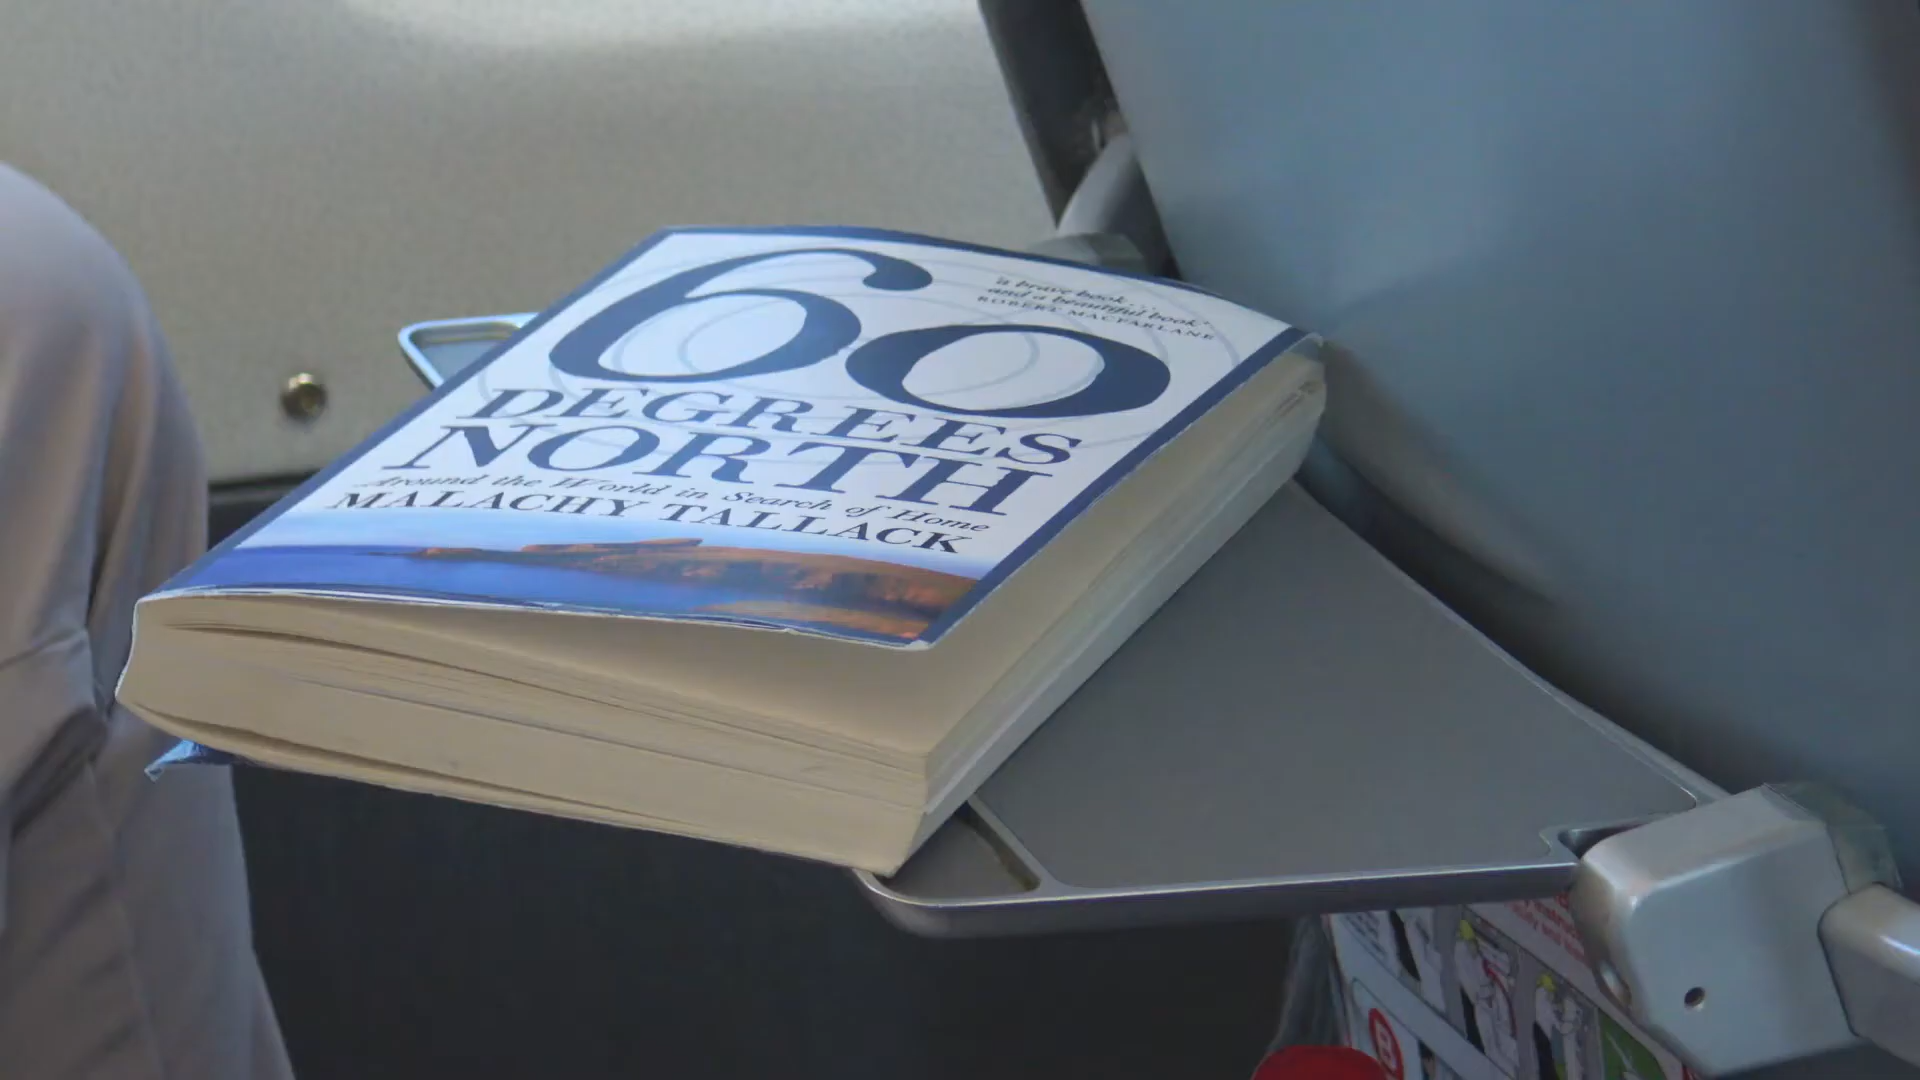 60
'a brave book...
and a beautiful book.'
ROBERT MACFARLANE
DEGREES
NORTH
Around the World in Search of Home
MALACHY TALLACK